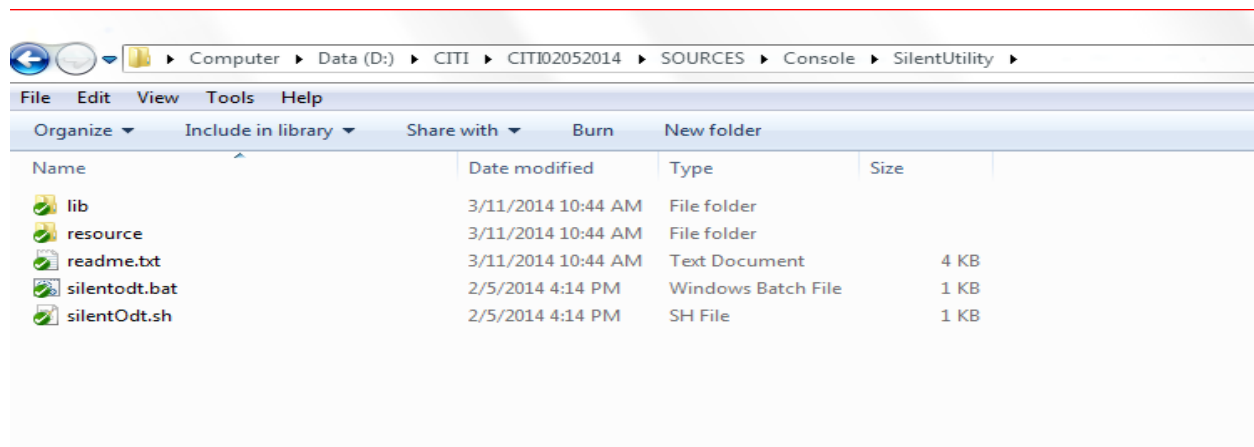 Computer Data (D:) CITI CITI02052014 SOURCES Console SilentUtility
File Edit View Tools Help
Organize Include in library Share with Burn New folder
Name Date modified Type Size
lib 3/11/2014 10:44 AM File folder
resource 3/11/2014 10:44 AM File folder
readme.txt 3/11/2014 10:44 AM Text Document 4 KB
silentodt.bat 2/5/2014 4:14 PM Windows Batch File 1 KB
silentOdt.sh 2/5/2014 4:14 PM SH File 1 KB